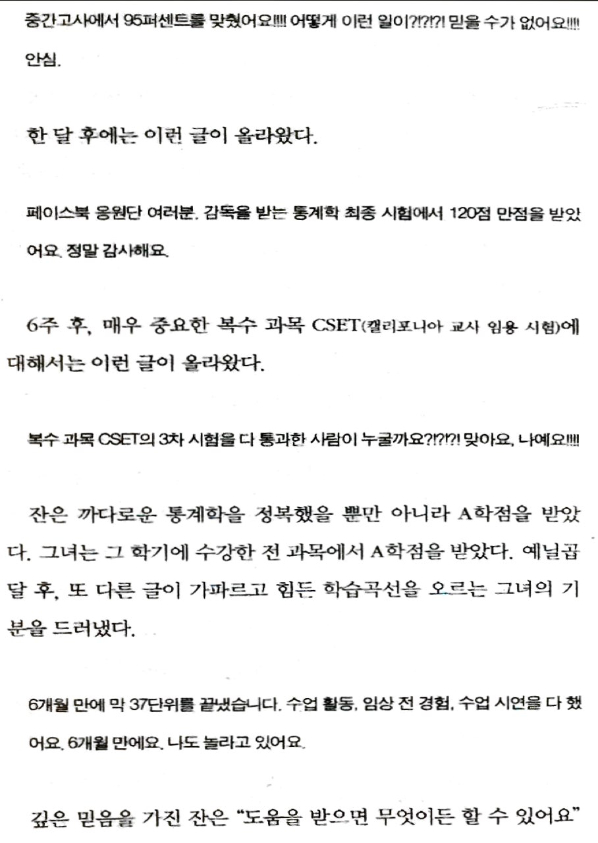 중간고사에서 95퍼센트를 맞췄어요!!!! 어떻게 이런 일이?!?!?! 믿을 수가 없어요!!!!
안심.
한 달 후에는 이런 글이 올라왔다.
페이스북 응원단 여러분. 감독을 받는 통계학 최종 시험에서 120점 만점을 받았
어요. 정말 감사해요.
6주 후, 매우 중요한 복수 과목 CSET(캘리포니아 교사 임용 시험)에
대해서는 이런 글이 올라왔다.
복수 과목 CSET의 3차 시험을 다 통과한 사람이 누굴까요?!?!?! 맞아요, 나예요!!!!
잔은 까다로운 통계학을 정복했을 뿐만 아니라 A학점을 받았
다. 그녀는 그 학기에 수강한 전 과목에서 A학점을 받았다. 예닐곱
달 후, 또 다른 글이 가파르고 힘든 학습곡선을 오르는 그녀의 기
분을 드러냈다.
6개월 만에 막 37단위를 끝냈습니다. 수업 활동, 임상 전 경험, 수업 시연을 다 했
어요. 6개월 만에요. 나도 놀라고 있어요.
깊은 믿음을 가진 잔은 “도움을 받으면 무엇이든 할 수 있어요”